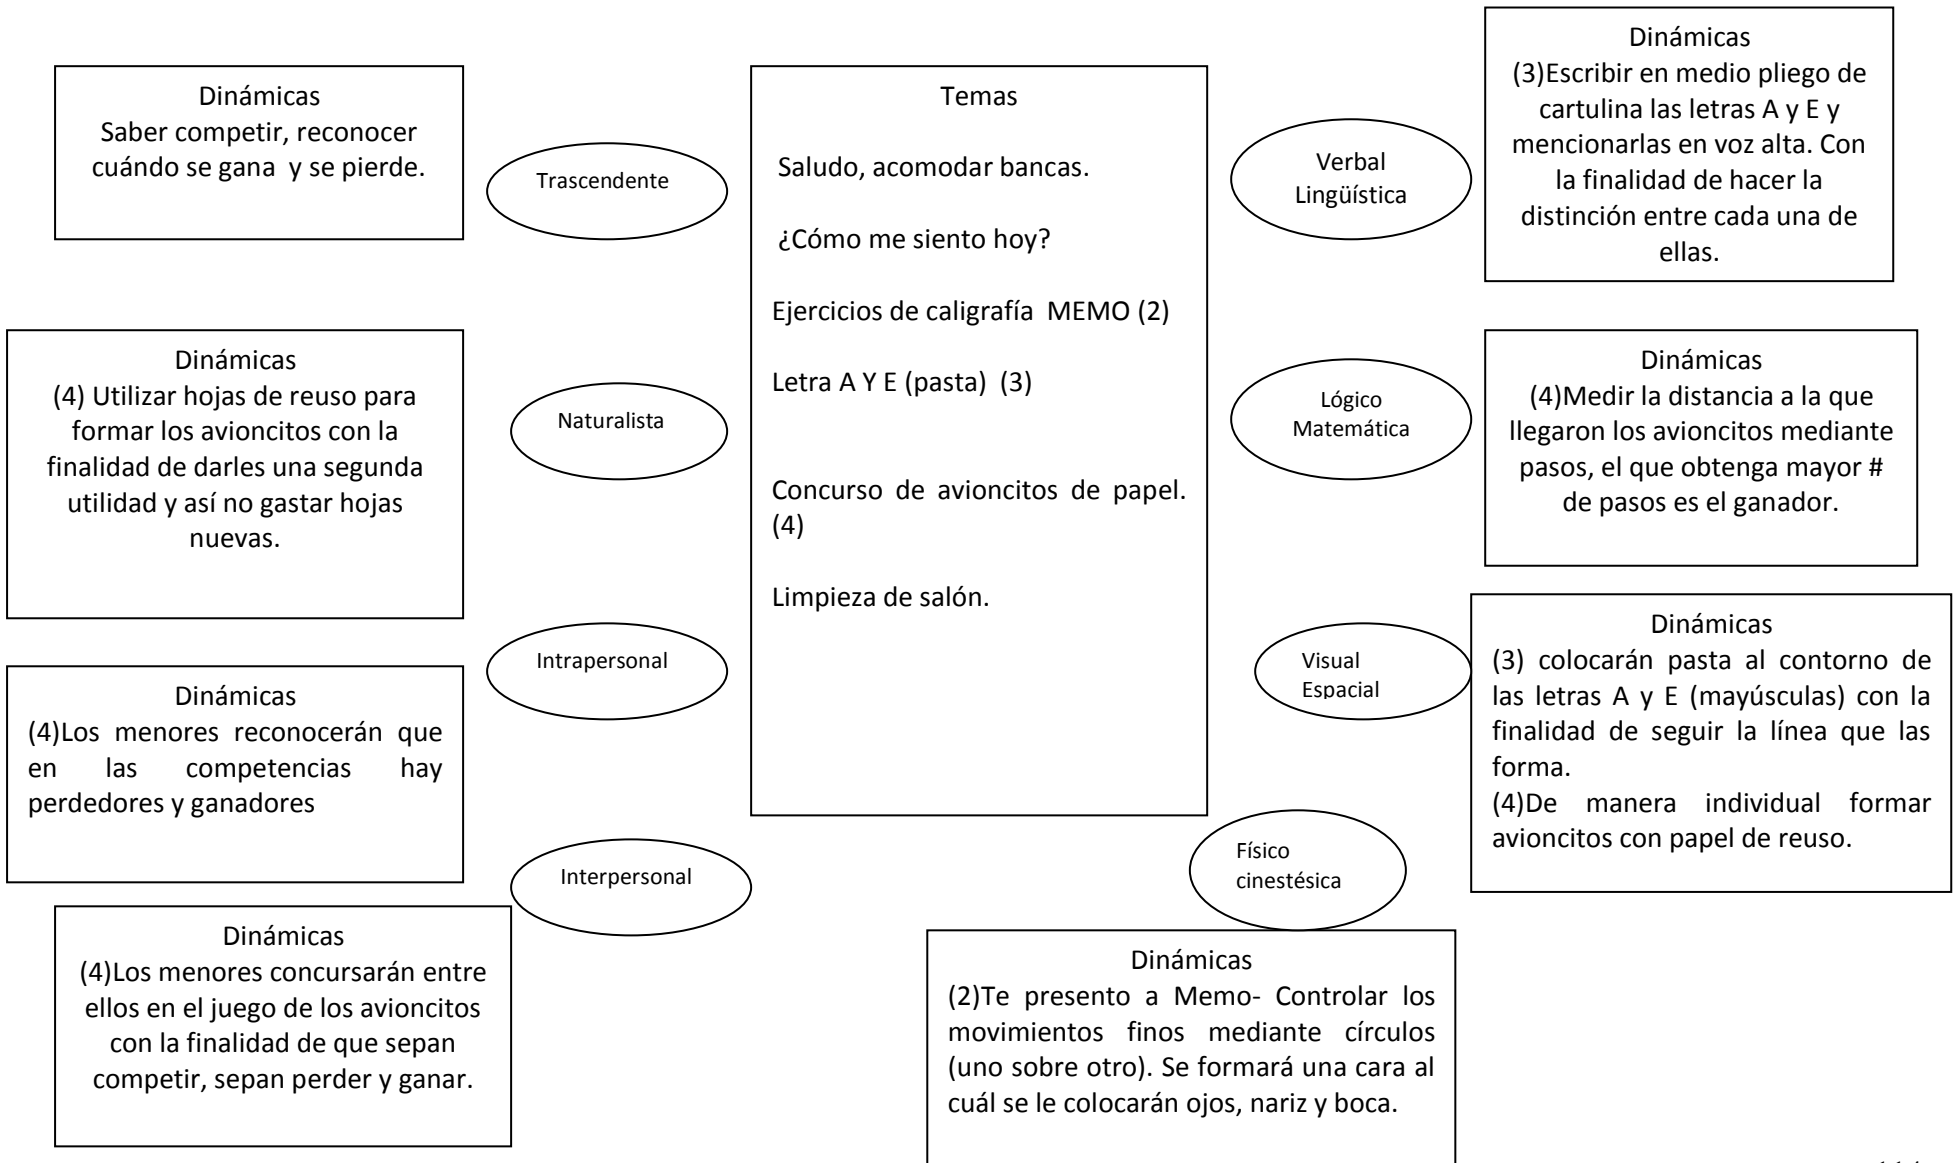 Dinámicas
Saber competir, reconocer
cuándo se gana y se pierde.
Trascendente
Dinámicas
(4) Utilizar hojas de reuso para
formar los avioncitos con la
finalidad de darles una segunda
utilidad y así no gastar hojas
nuevas.
Naturalista
Dinámicas
(4)Los menores reconocerán que
en las competencias hay
perdedores y ganadores
Intrapersonal
Dinámicas
(4)Los menores concursarán entre
ellos en el juego de los avioncitos
con la finalidad de que sepan
competir, sepan perder y ganar.
Interpersonal
Temas
Saludo, acomodar bancas.
¿Cómo me siento hoy?
Ejercicios de caligrafía MEMO (2)
Letra A Y E (pasta) (3)
Concurso de avioncitos de papel.
(4)
Limpieza de salón.
Verbal
Lingüística
Dinámicas
(3)Escribir en medio pliego de
cartulina las letras A y E y
mencionarlas en voz alta. Con
la finalidad de hacer la
distinción entre cada una de
ellas.
Lógico
Matemática
Dinámicas
(4)Medir la distancia a la que
llegaron los avioncitos mediante
pasos, el que obtenga mayor #
de pasos es el ganador.
Visual
Espacial
Dinámicas
(3) colocarán pasta al contorno de
las letras A y E (mayúsculas) con la
finalidad de seguir la línea que las
forma.
(4)De manera individual formar
avioncitos con papel de reuso.
Físico
cinestésica
Dinámicas
(2)Te presento a Memo- Controlar los
movimientos finos mediante círculos
(uno sobre otro). Se formará una cara al
cuál se le colocarán ojos, nariz y boca.